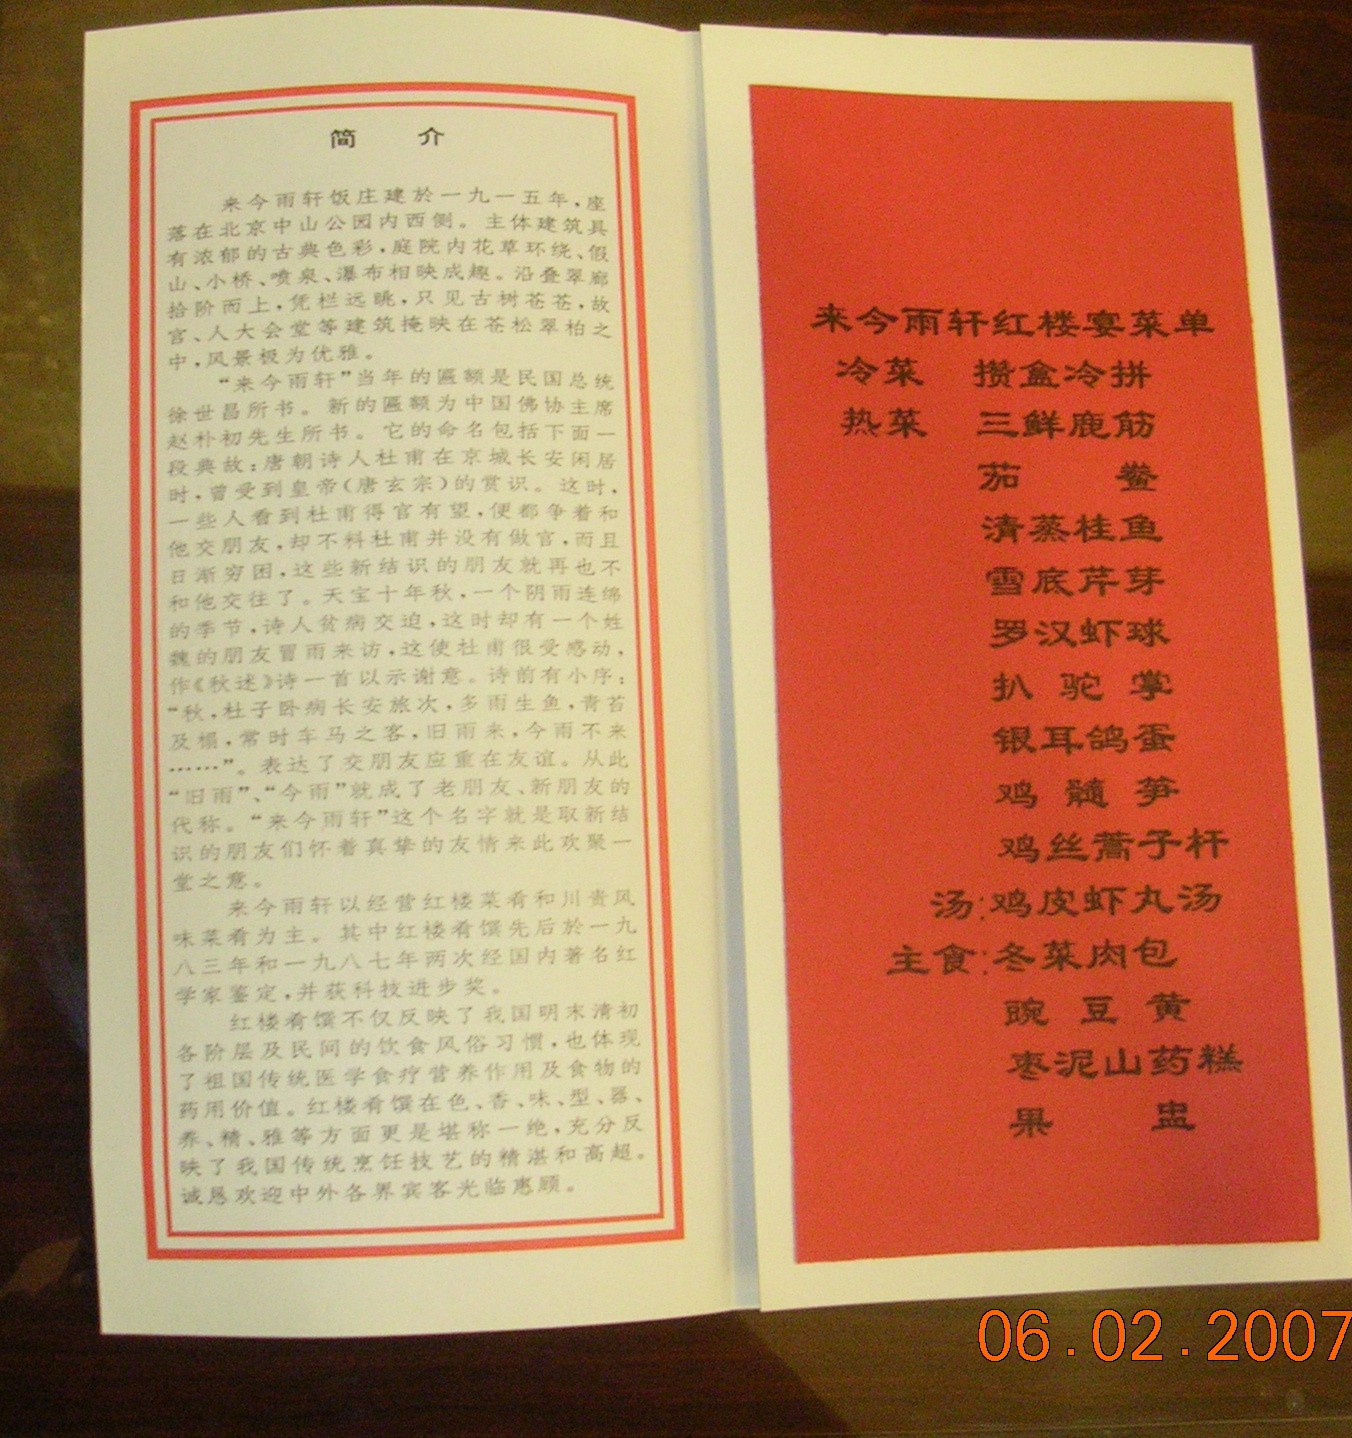 简 介
来今雨轩饭庄建於一九一五年,座
落在北京中山公园内西侧。主体建筑具
有浓郁的古典色彩,庭院内花草环绕、假
山、小桥、喷泉、瀑布相映成趣。沿叠翠廊
拾阶而上,凭栏远眺,只见古树苍苍,故
宫、人大会堂等建筑掩映在苍松翠柏之
中,风景极为优雅。
“来今雨轩”当年的匾额是民国总统
徐世昌所书。新的匾额为中国佛协主席
赵朴初先生所书。它的命名包括下面一
段典故:唐朝诗人杜甫在京城长安闲居
时,曾受到皇帝(唐玄宗)的赏识。这时,
一些人看到杜甫得官有望,便都争着和
他交朋友,却不料杜甫并没有做官,而且
日渐穷困,这些新结识的朋友就再也不
和他交往了。天宝十年秋,一个阴雨连绵
的季节,诗人贫病交迫,这时却有一个姓
魏的朋友冒雨来访,这使杜甫很受感动,
作《秋述》诗一首以示谢意。诗前有小序:
“秋,杜子卧病长安旅次,多雨生鱼,青苔
及榻,常时车马之客,旧雨来,今雨不来
……”。表达了交朋友应重在友谊。从此
“旧雨”、“今雨”就成了老朋友、新朋友的
代称。“来今雨轩”这个名字就是取新结
识的朋友们怀着真挚的友情来此欢聚一
堂之意。
来今雨轩以经营红楼菜肴和川贵风
味菜肴为主。其中红楼肴馔先后於一九
八三年和一九八七年两次经国内著名红
学家鉴定,并获科技进步奖。
红楼肴馔不仅反映了我国明末清初
各阶层及民间的饮食风俗习惯,也体现
了祖国传统医学食疗营养作用及食物的
药用价值。红楼肴馔在色、香、味、型、器、
养、精、雅等方面更是堪称一绝,充分反
映了我国传统烹饪技艺的精湛和高超。
诚恳欢迎中外各界宾客光临惠顾。
来今雨轩红楼宴菜单
冷菜 攒盒冷拼
热菜 三鲜鹿筋
茄 鲞
清蒸桂鱼
雪底芹芽
罗汉虾球
扒 驼 掌
银耳鸽蛋
鸡 髓 笋
鸡丝蒿子杆
汤:鸡皮虾丸汤
主食:冬菜肉包
豌 豆 黄
枣泥山药糕
果 盅
06.02.2007